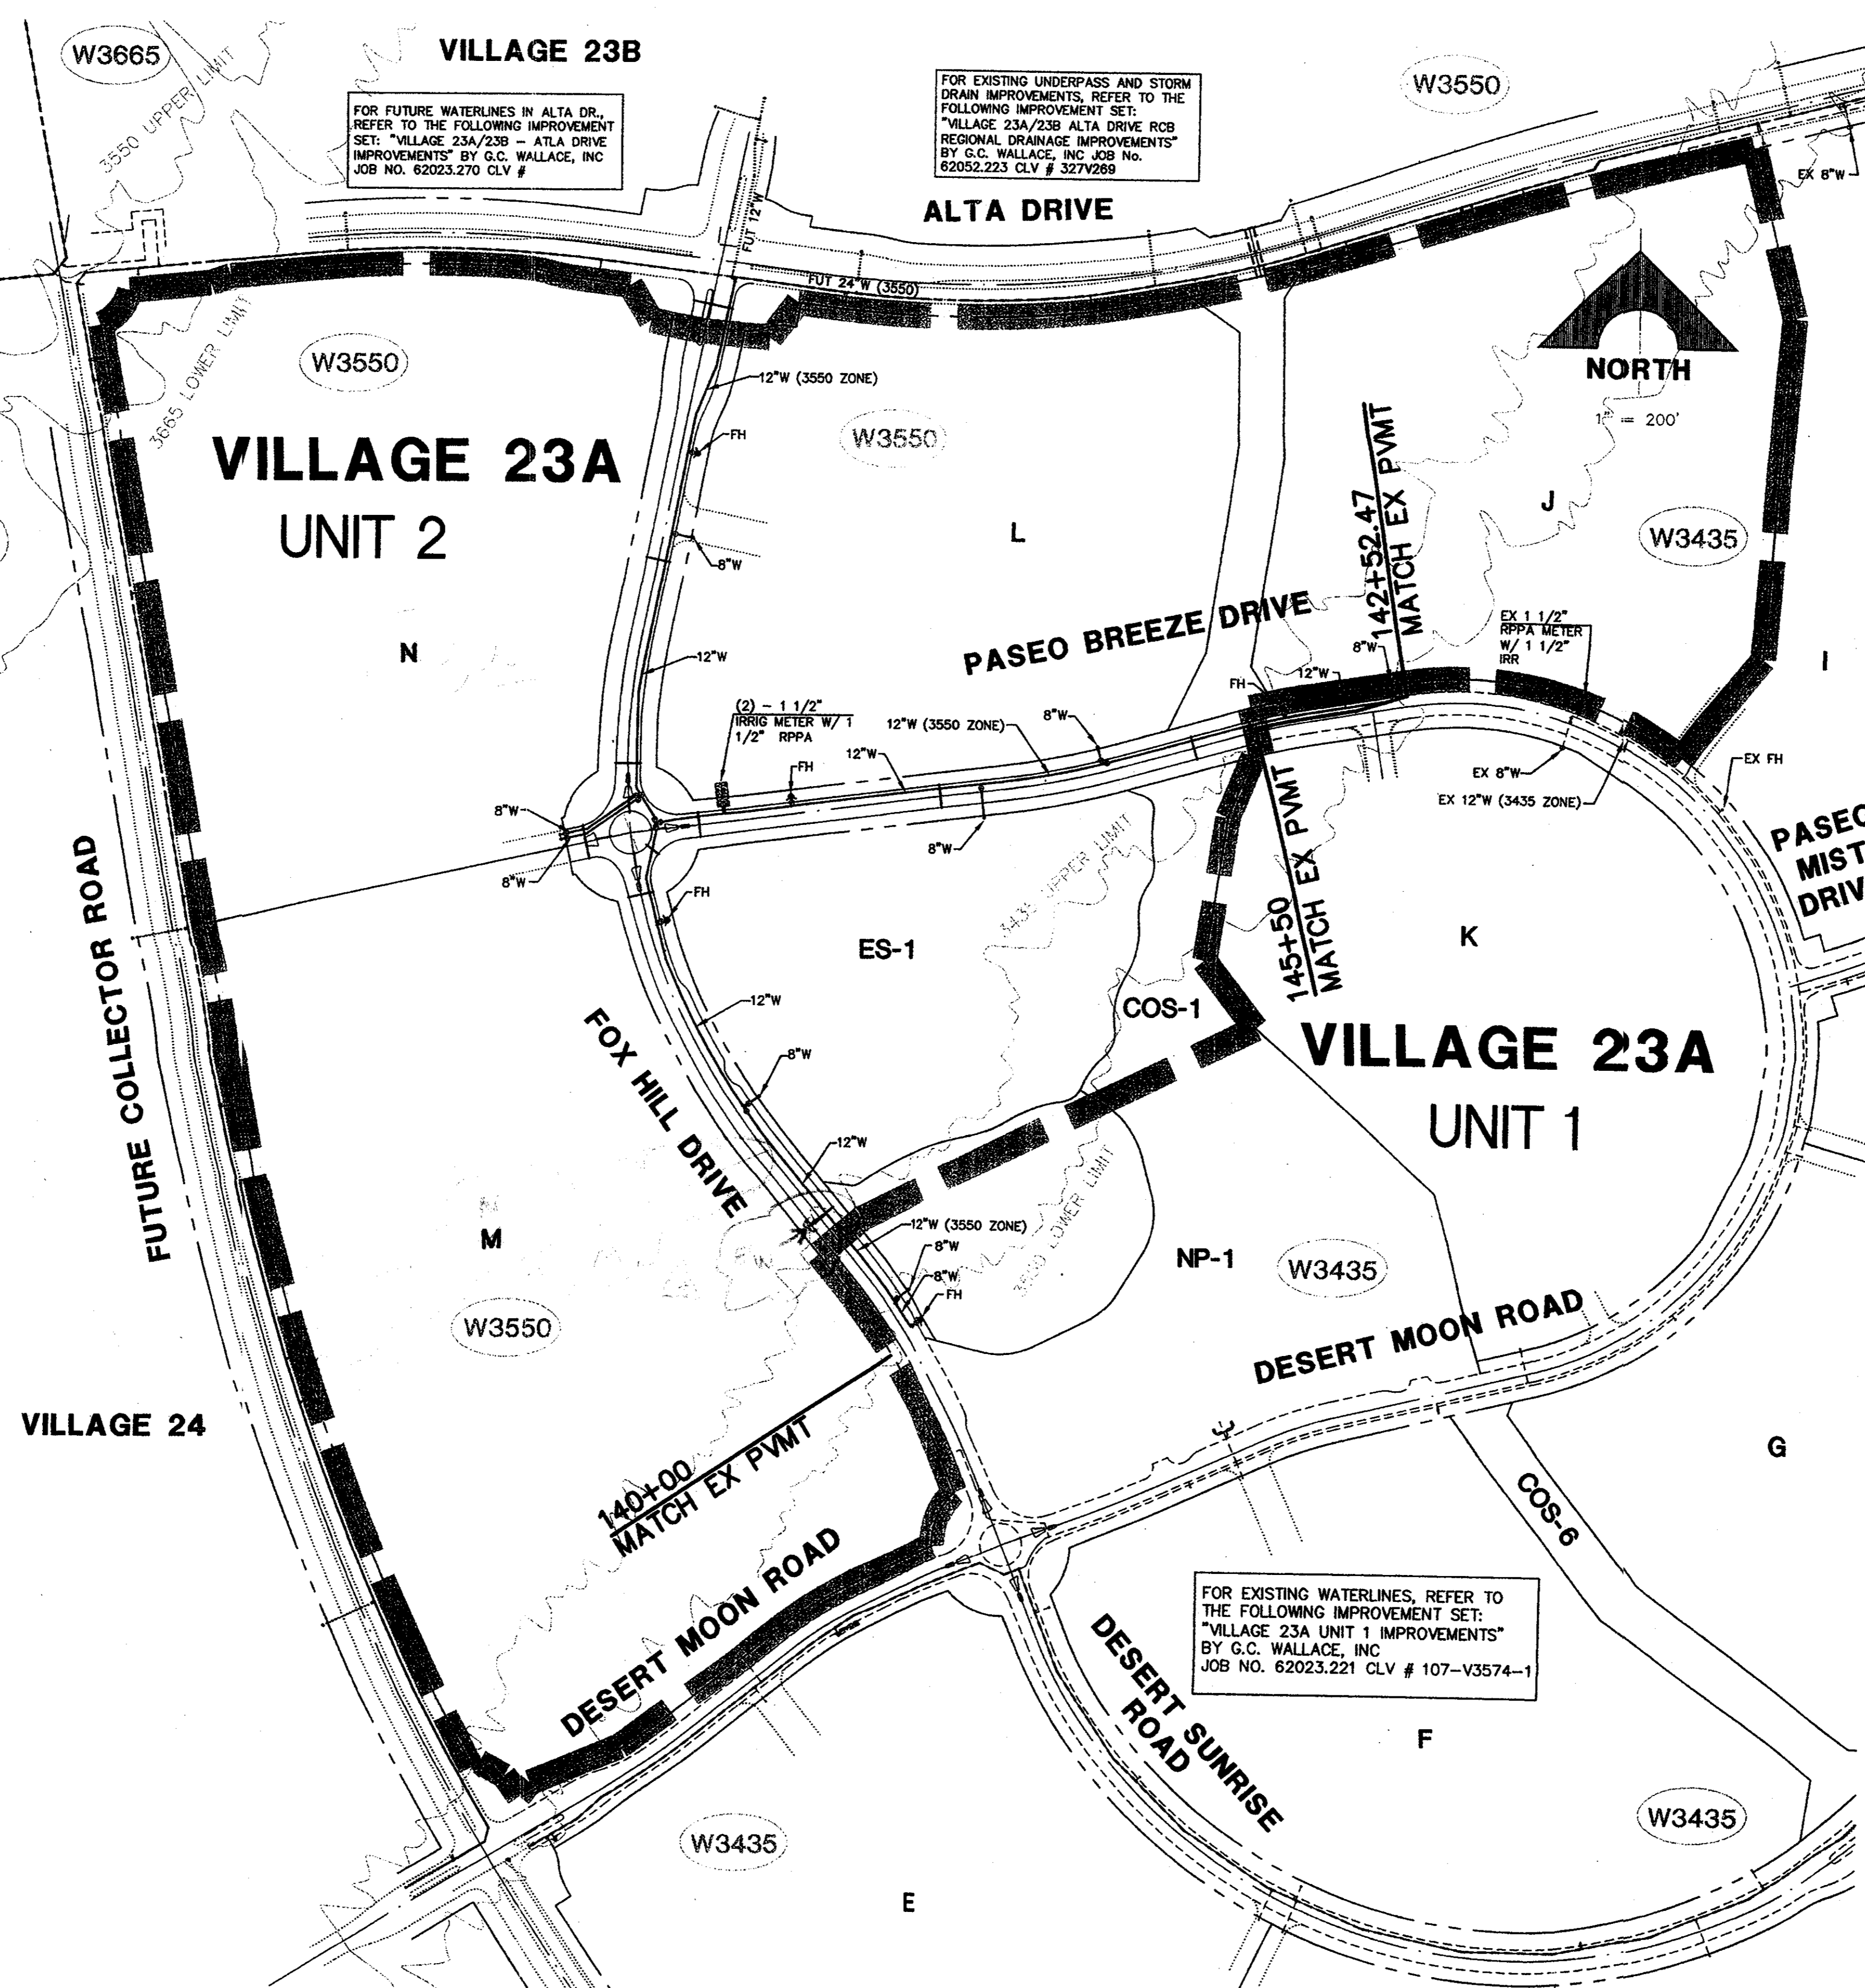 W3665
VILLAGE 23B
3550 UPPER LIMIT
FOR FUTURE WATERLINES IN ALTA DR.,
REFER TO THE FOLLOWING IMPROVEMENT
SET: "VILLAGE 23A/23B - ATLA DRIVE
IMPROVEMENTS" BY G.C. WALLACE, INC
JOB NO. 62023.270 CLV #
FOR EXISTING UNDERPASS AND STORM
DRAIN IMPROVEMENTS, REFER TO THE
FOLLOWING IMPROVEMENT SET:
"VILLAGE 23A/23B ALTA DRIVE RCB
REGIONAL DRAINAGE IMPROVEMENTS"
BY G.C. WALLACE, INC JOB No.
62052.223 CLV # 327V269
W3550
EX 8"W
ALTA DRIVE
FUT 12"W
FUT 24"W (3550)
3665 LOWER LIMIT
W3550
12"W (3550 ZONE)
FH
W3550
NORTH
1" = 200'
VILLAGE 23A
UNIT 2
L
J
W3435
8"W
142+52.47
MATCH EX PVMT
N
12"W
PASEO BREEZE DRIVE
8"W
12"W
FH
EX 1 1/2"
RPPA METER
W/ 1 1/2"
IRR
I
(2) - 1 1/2"
IRRIG METER W/ 1
1/2" RPPA
12"W (3550 ZONE)
8"W
12"W
FH
EX 8"W
EX 12"W (3435 ZONE)
EX FH
8"W
8"W
8"W
FH
3435 UPPER LIMIT
145+50
MATCH EX PVMT
PASEO
MIST
DRIV
FUTURE COLLECTOR ROAD
ES-1
K
12"W
COS-1
FOX HILL DRIVE
8"W
VILLAGE 23A
UNIT 1
12"W
M
12"W (3550 ZONE)
8"W
8"W
FH
3550 LOWER LIMIT
NP-1
W3435
W3550
DESERT MOON ROAD
VILLAGE 24
140+00
MATCH EX PVMT
G
COS-6
DESERT MOON ROAD
FOR EXISTING WATERLINES, REFER TO
THE FOLLOWING IMPROVEMENT SET:
"VILLAGE 23A UNIT 1 IMPROVEMENTS"
BY G.C. WALLACE, INC
JOB NO. 62023.221 CLV # 107-V3574-1
DESERT SUNRISE
ROAD
F
W3435
W3435
E